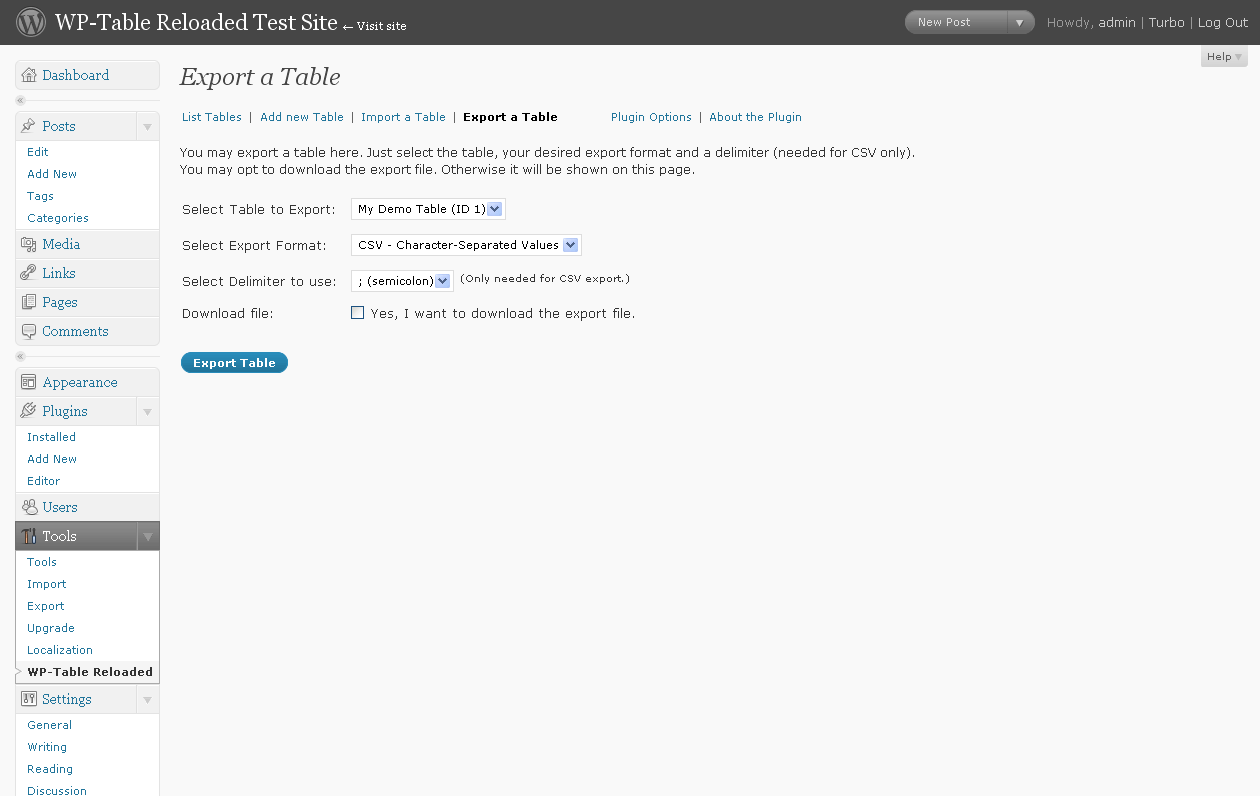 WP-Table Reloaded Test Site ← Visit site
New Post
Howdy, admin | Turbo | Log Out
Help
Dashboard
Posts
Edit
Add New
Tags
Categories
Media
Links
Pages
Comments
Appearance
Plugins
Installed
Add New
Editor
Users
Tools
Tools
Import
Export
Upgrade
Localization
WP-Table Reloaded
Settings
General
Writing
Reading
Discussion
Export a Table
List Tables | Add new Table | Import a Table | Export a Table Plugin Options | About the Plugin
You may export a table here. Just select the table, your desired export format and a delimiter (needed for CSV only).
You may opt to download the export file. Otherwise it will be shown on this page.
Select Table to Export: My Demo Table (ID 1)
Select Export Format: CSV - Character-Separated Values
Select Delimiter to use: ; (semicolon) (Only needed for CSV export.)
Download file: Yes, I want to download the export file.
Export Table